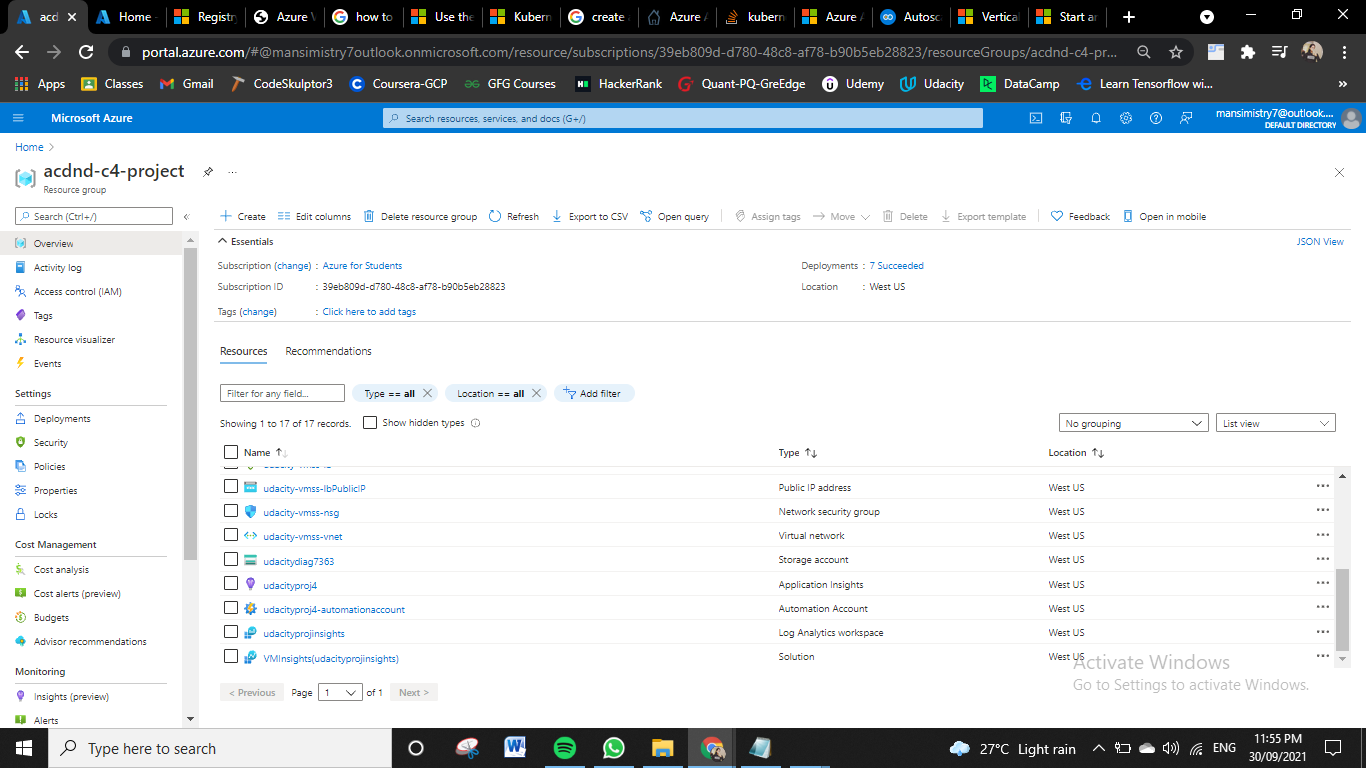 acd
Home -
Registr
Azure V
how to
Use the
Kubern
create
Azure A
kubern
Azure A
Autosc
Vertica
Start ar
portal.azure.com/#@mansimistry7outlook.onmicrosoft.com/resource/subscriptions/39eb809d-d780-48c8-af78-b90b5eb28823/resourceGroups/acdnd-c4-pr...
Apps Classes Gmail CodeSkulptor3 Coursera-GCP GFG Courses HackerRank Quant-PQ-GreEdge Udemy Udacity DataCamp Learn Tensorflow wi... »
Microsoft Azure
Search resources, services, and docs (G+/)
mansimistry7@outlook....
DEFAULT DIRECTORY
Home >
acdnd-c4-project ...
Resource group
Search (Ctrl+/) «
Overview
Activity log
Access control (IAM)
Tags
Resource visualizer
Events
Settings
Deployments
Security
Policies
Properties
Locks
Cost Management
Cost analysis
Cost alerts (preview)
Budgets
Advisor recommendations
Monitoring
Insights (preview)
Alerts
Create Edit columns Delete resource group Refresh Export to CSV Open query Assign tags Move Delete Export template Feedback Open in mobile
Essentials
JSON View
Subscription (change) : Azure for Students
Deployments : 7 Succeeded
Subscription ID : 39eb809d-d780-48c8-af78-b90b5eb28823
Location : West US
Tags (change) : Click here to add tags
Resources Recommendations
Filter for any field... Type == all Location == all Add filter
Showing 1 to 17 of 17 records. Show hidden types
No grouping List view
Name Type Location
udacity-vmss-lbPublicIP Public IP address West US
udacity-vmss-nsg Network security group West US
udacity-vmss-vnet Virtual network West US
udacitydiag7363 Storage account West US
udacityproj4 Application Insights West US
udacityproj4-automationaccount Automation Account West US
udacityprojinsights Log Analytics workspace West US
VMInsights(udacityprojinsights) Solution West US
< Previous Page 1 of 1 Next >
Activate Windows
Go to Settings to activate Windows.
Type here to search
27°C Light rain
ENG
11:55 PM
30/09/2021